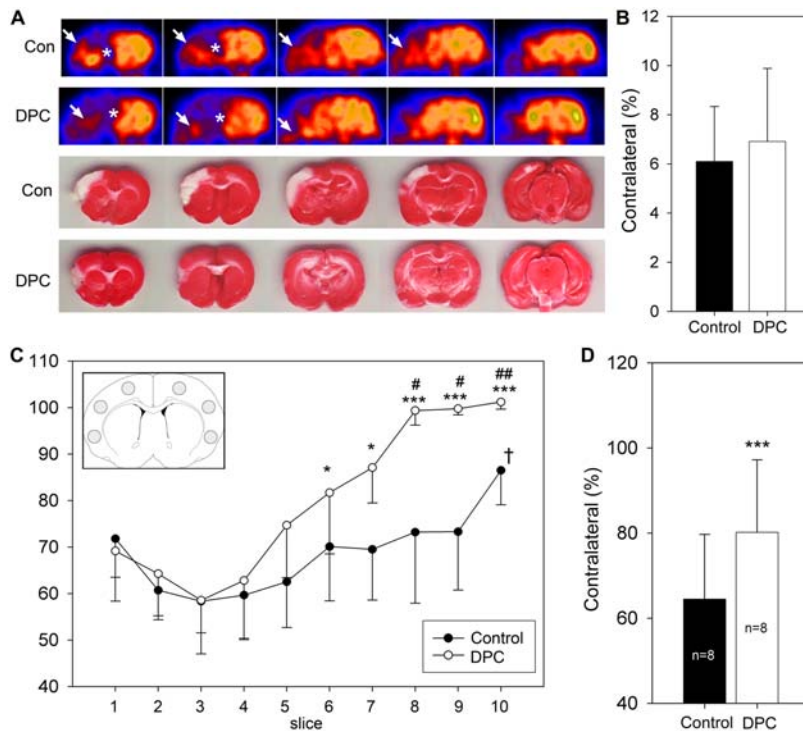 A
Con
*
*
DPC
*
*
Con
DPC
B
Contralateral (%)
12
10
8
6
4
2
0
Control
DPC
C
110
100
90
80
70
60
50
40
*
*
#
***
#
***
##
***
†
Control
DPC
1 2 3 4 5 6 7 8 9 10
slice
D
Contralateral (%)
120
100
80
60
40
***
n=8
n=8
Control
DPC